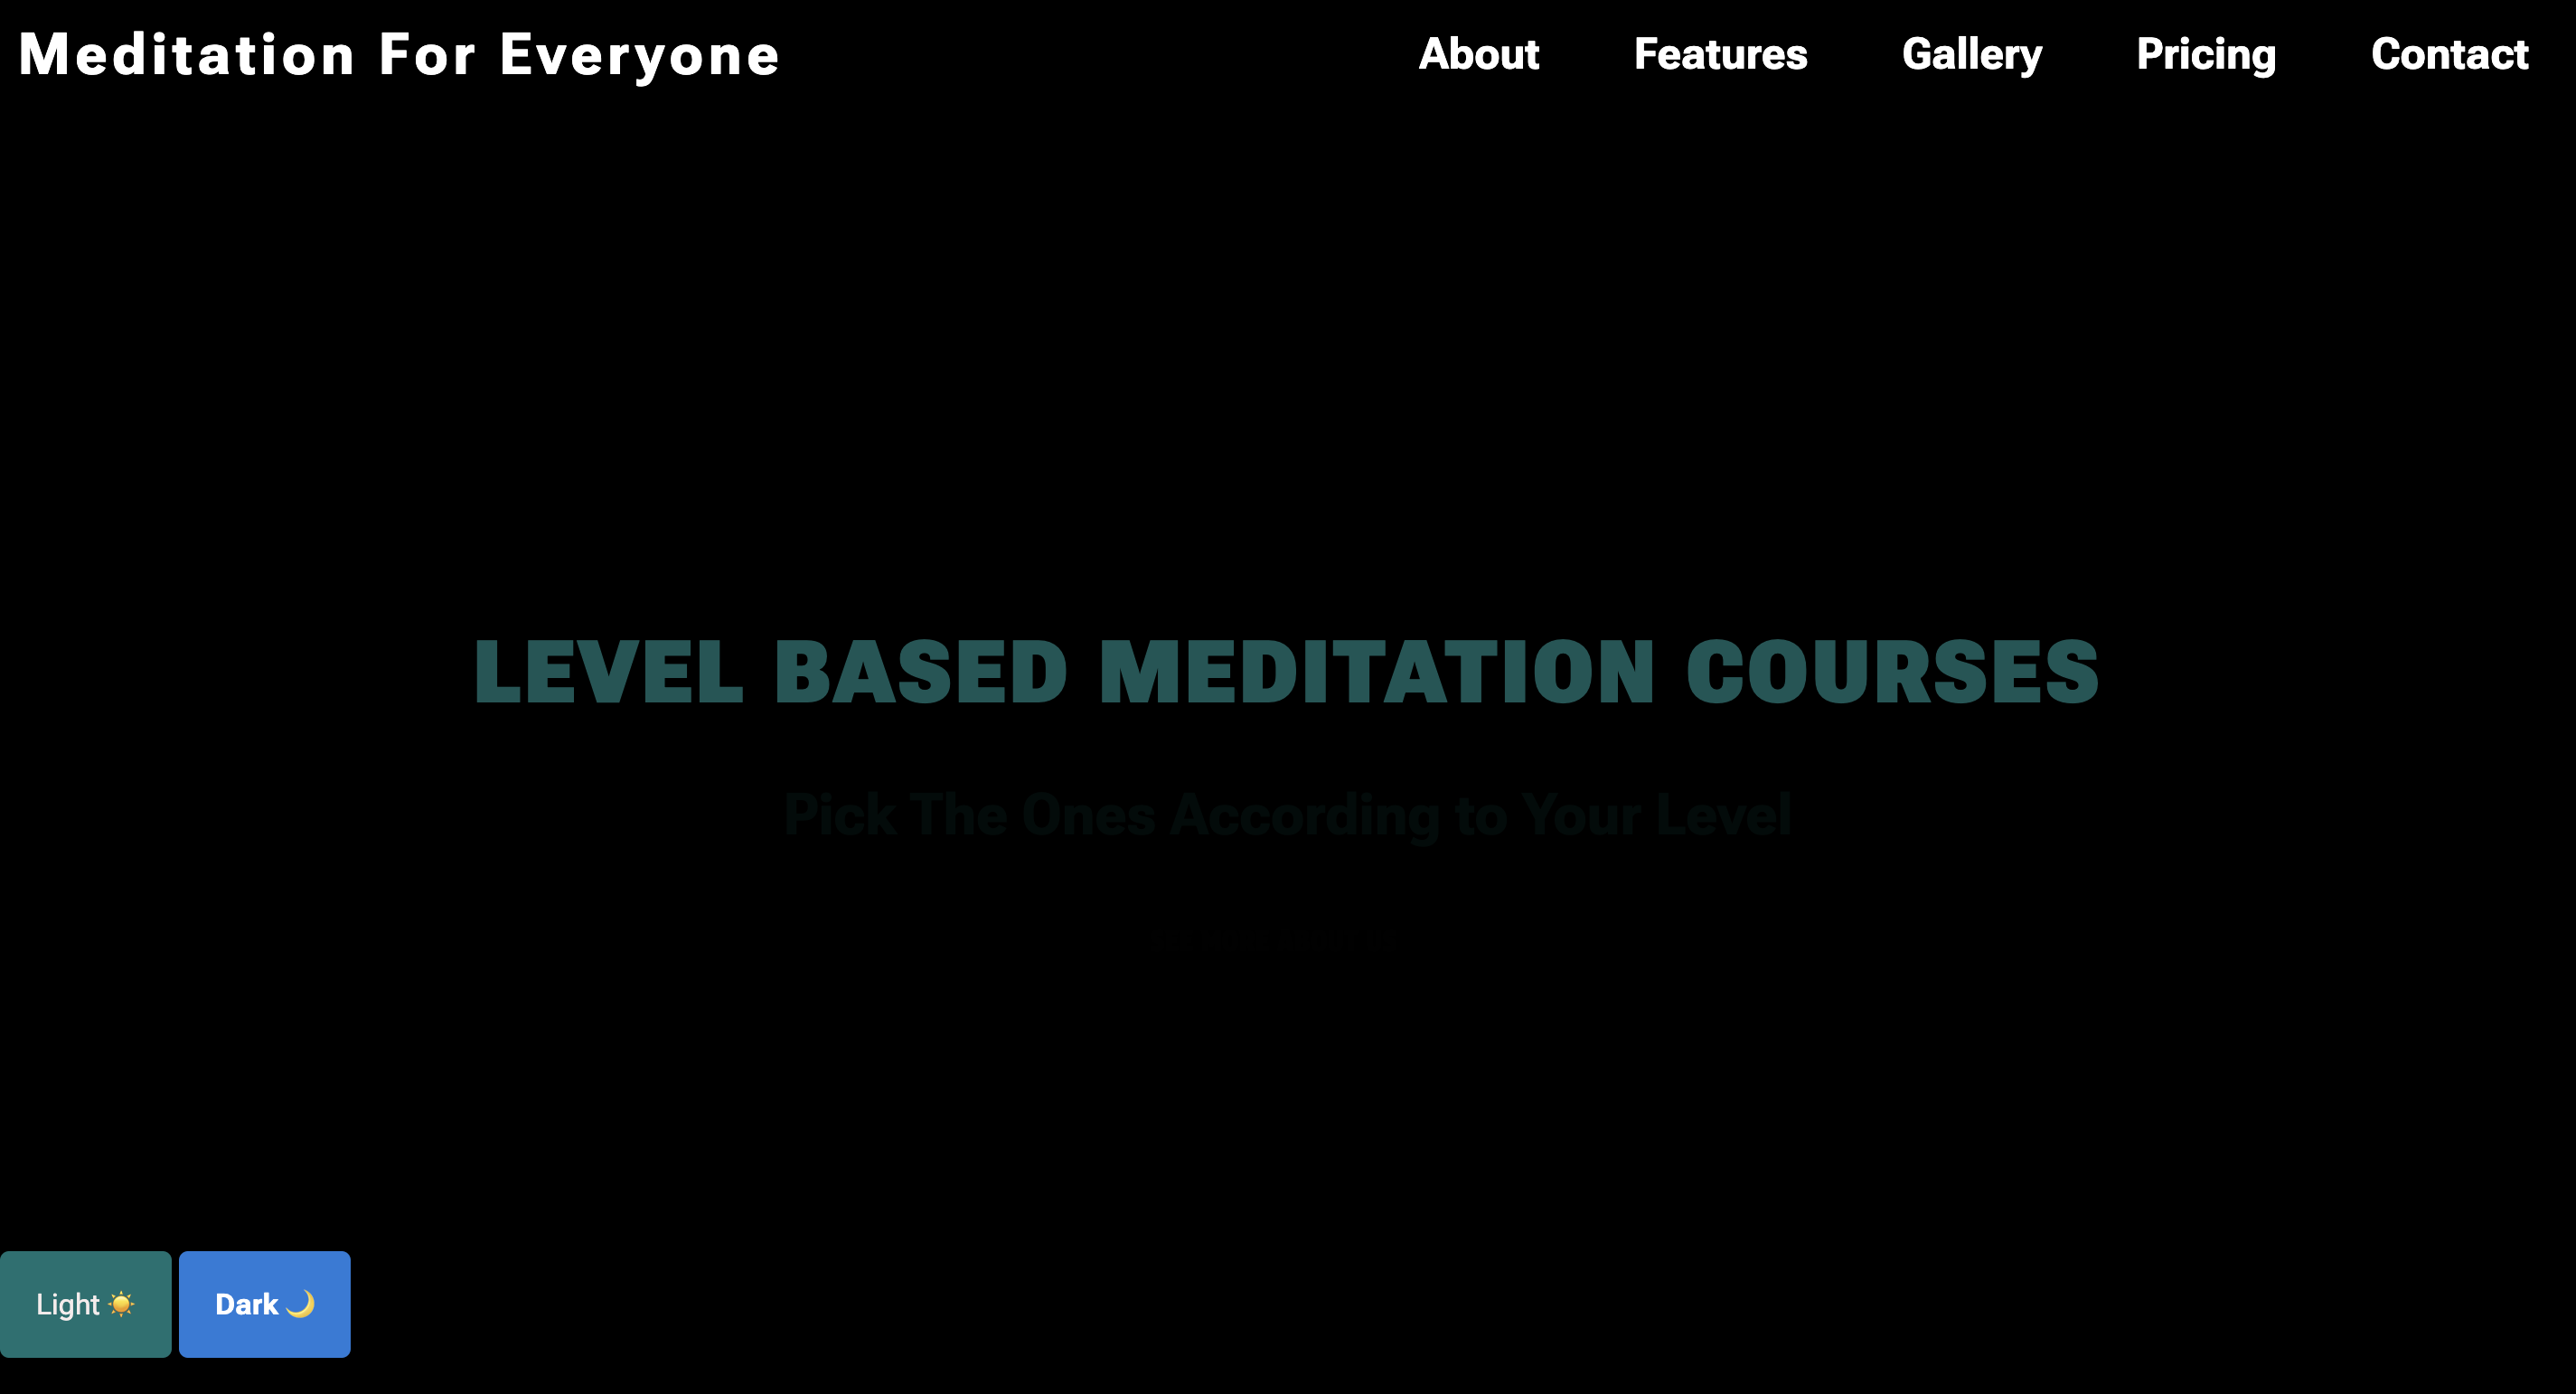 Meditation For Everyone
About Features Gallery Pricing Contact
LEVEL BASED MEDITATION COURSES
Pick The Ones According to Your Level
Light ☀️
Dark 🌙